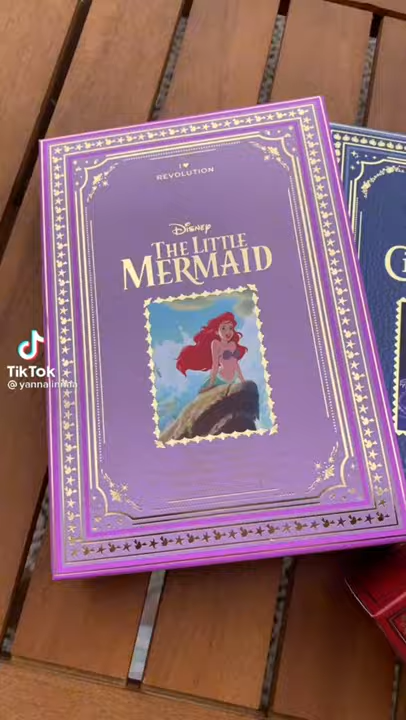 I ♥ REVOLUTION
Disney
THE LITTLE
MERMAID
C
TikTok